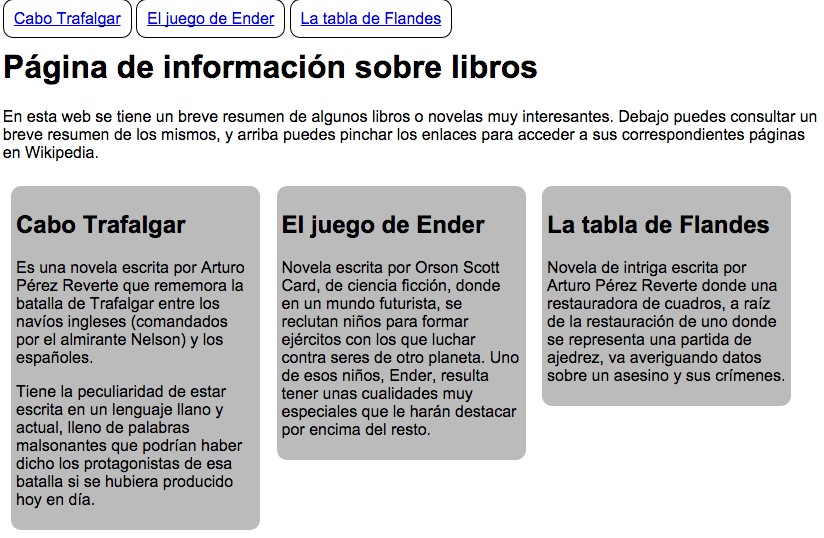 Cabo Trafalgar
El juego de Ender
La tabla de Flandes
Página de información sobre libros
En esta web se tiene un breve resumen de algunos libros o novelas muy interesantes. Debajo puedes consultar un
breve resumen de los mismos, y arriba puedes pinchar los enlaces para acceder a sus correspondientes páginas
en Wikipedia.
Cabo Trafalgar
Es una novela escrita por Arturo
Pérez Reverte que rememora la
batalla de Trafalgar entre los
navíos ingleses (comandados
por el almirante Nelson) y los
españoles.
Tiene la peculiaridad de estar
escrita en un lenguaje llano y
actual, lleno de palabras
malsonantes que podrían haber
dicho los protagonistas de esa
batalla si se hubiera producido
hoy en día.
El juego de Ender
Novela escrita por Orson Scott
Card, de ciencia ficción, donde
en un mundo futurista, se
reclutan niños para formar
ejércitos con los que luchar
contra seres de otro planeta. Uno
de esos niños, Ender, resulta
tener unas cualidades muy
especiales que le harán destacar
por encima del resto.
La tabla de Flandes
Novela de intriga escrita por
Arturo Pérez Reverte donde una
restauradora de cuadros, a raíz
de la restauración de uno donde
se representa una partida de
ajedrez, va averiguando datos
sobre un asesino y sus crímenes.